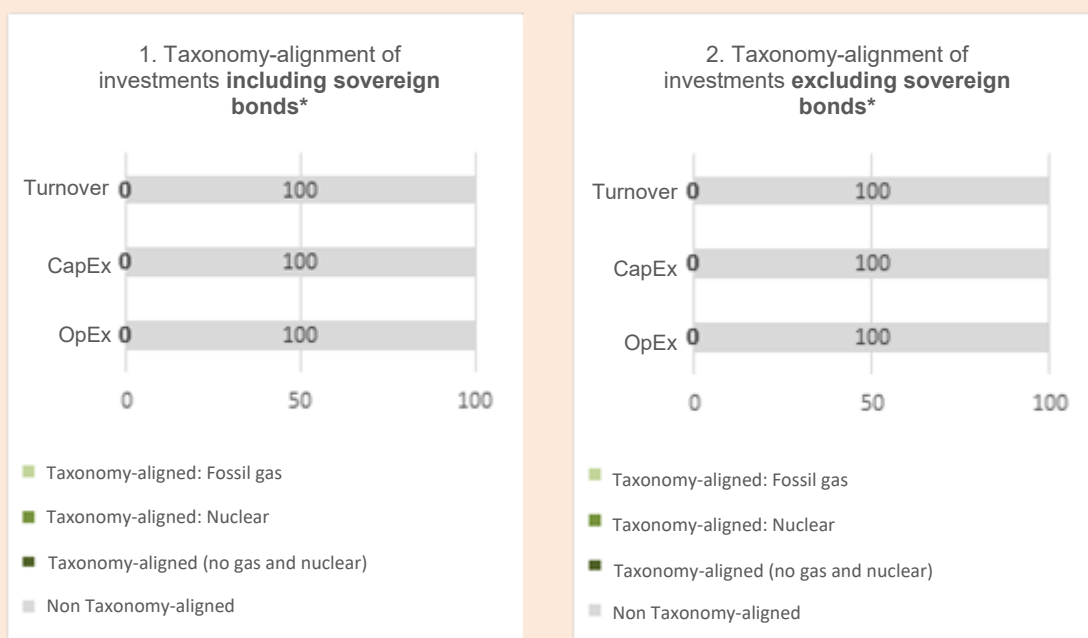 1. Taxonomy-alignment of
investments including sovereign
bonds*
Turnover 0 100
CapEx 0 100
OpEx 0 100
0 50 100
Taxonomy-aligned: Fossil gas
Taxonomy-aligned: Nuclear
Taxonomy-aligned (no gas and nuclear)
Non Taxonomy-aligned
2. Taxonomy-alignment of
investments excluding sovereign
bonds*
Turnover 0 100
CapEx 0 100
OpEx 0 100
0 50 100
Taxonomy-aligned: Fossil gas
Taxonomy-aligned: Nuclear
Taxonomy-aligned (no gas and nuclear)
Non Taxonomy-aligned